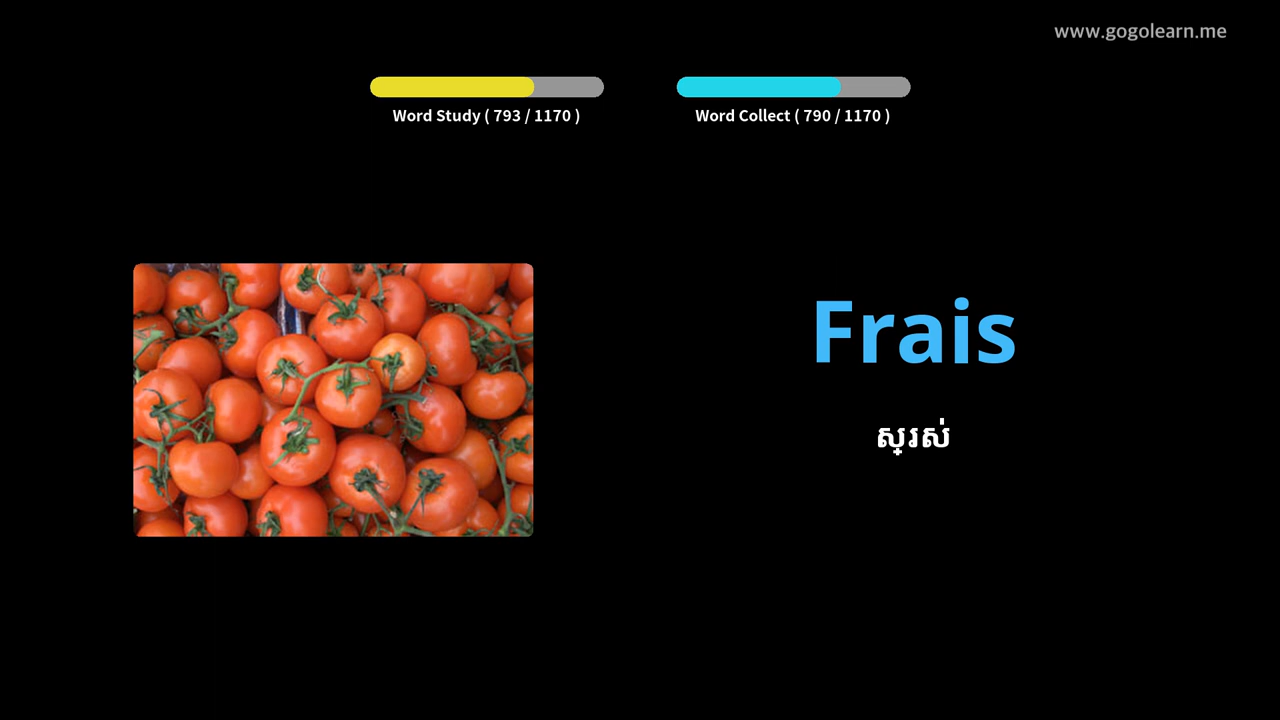 www.gogolearn.me
Word Study ( 793 / 1170 )
Word Collect ( 790 / 1170 )
Frais
ស្រស់